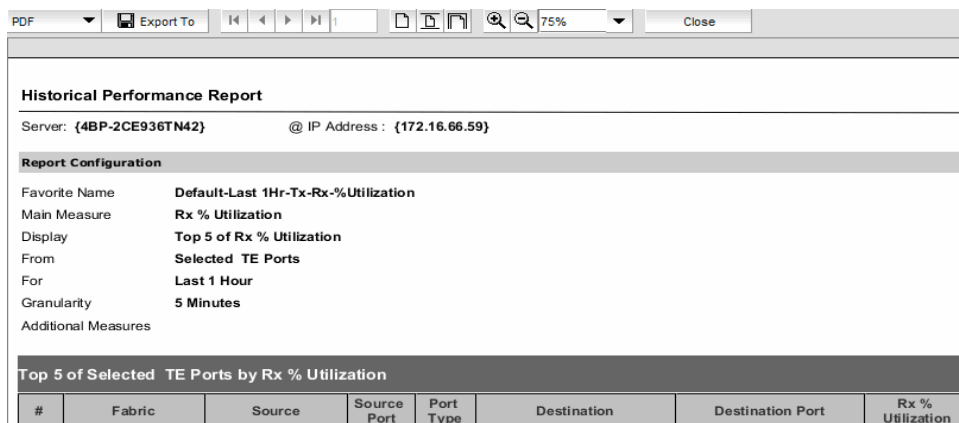 PDF Export To 1 75% Close
Historical Performance Report
Server: {4BP-2CE936TN42} @ IP Address : {172.16.66.59}
Report Configuration
Favorite Name Default-Last 1Hr-Tx-Rx-%Utilization
Main Measure Rx % Utilization
Display Top 5 of Rx % Utilization
From Selected TE Ports
For Last 1 Hour
Granularity 5 Minutes
Additional Measures
Top 5 of Selected TE Ports by Rx % Utilization
# Fabric Source Source Port Port Type Destination Destination Port Rx % Utilization